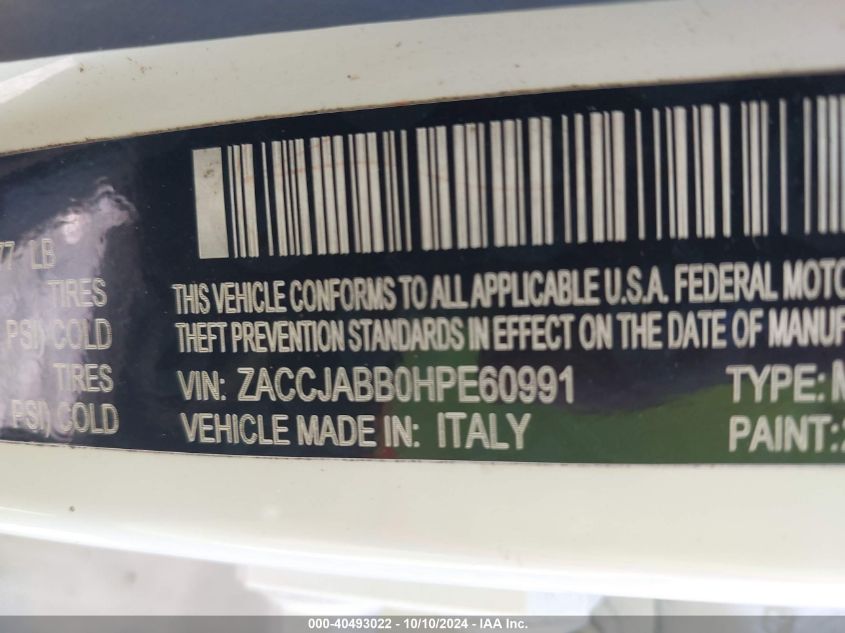 77 LB
TIRES
PSI) COLD
TIRES
PSI) COLD
THIS VEHICLE CONFORMS TO ALL APPLICABLE U.S.A. FEDERAL MOTO
THEFT PREVENTION STANDARDS IN EFFECT ON THE DATE OF MANUF
VIN: ZACCJABB0HPE60991 TYPE: M
VEHICLE MADE IN: ITALY PAINT: 2
000-40493022 - 10/10/2024 - IAA Inc.